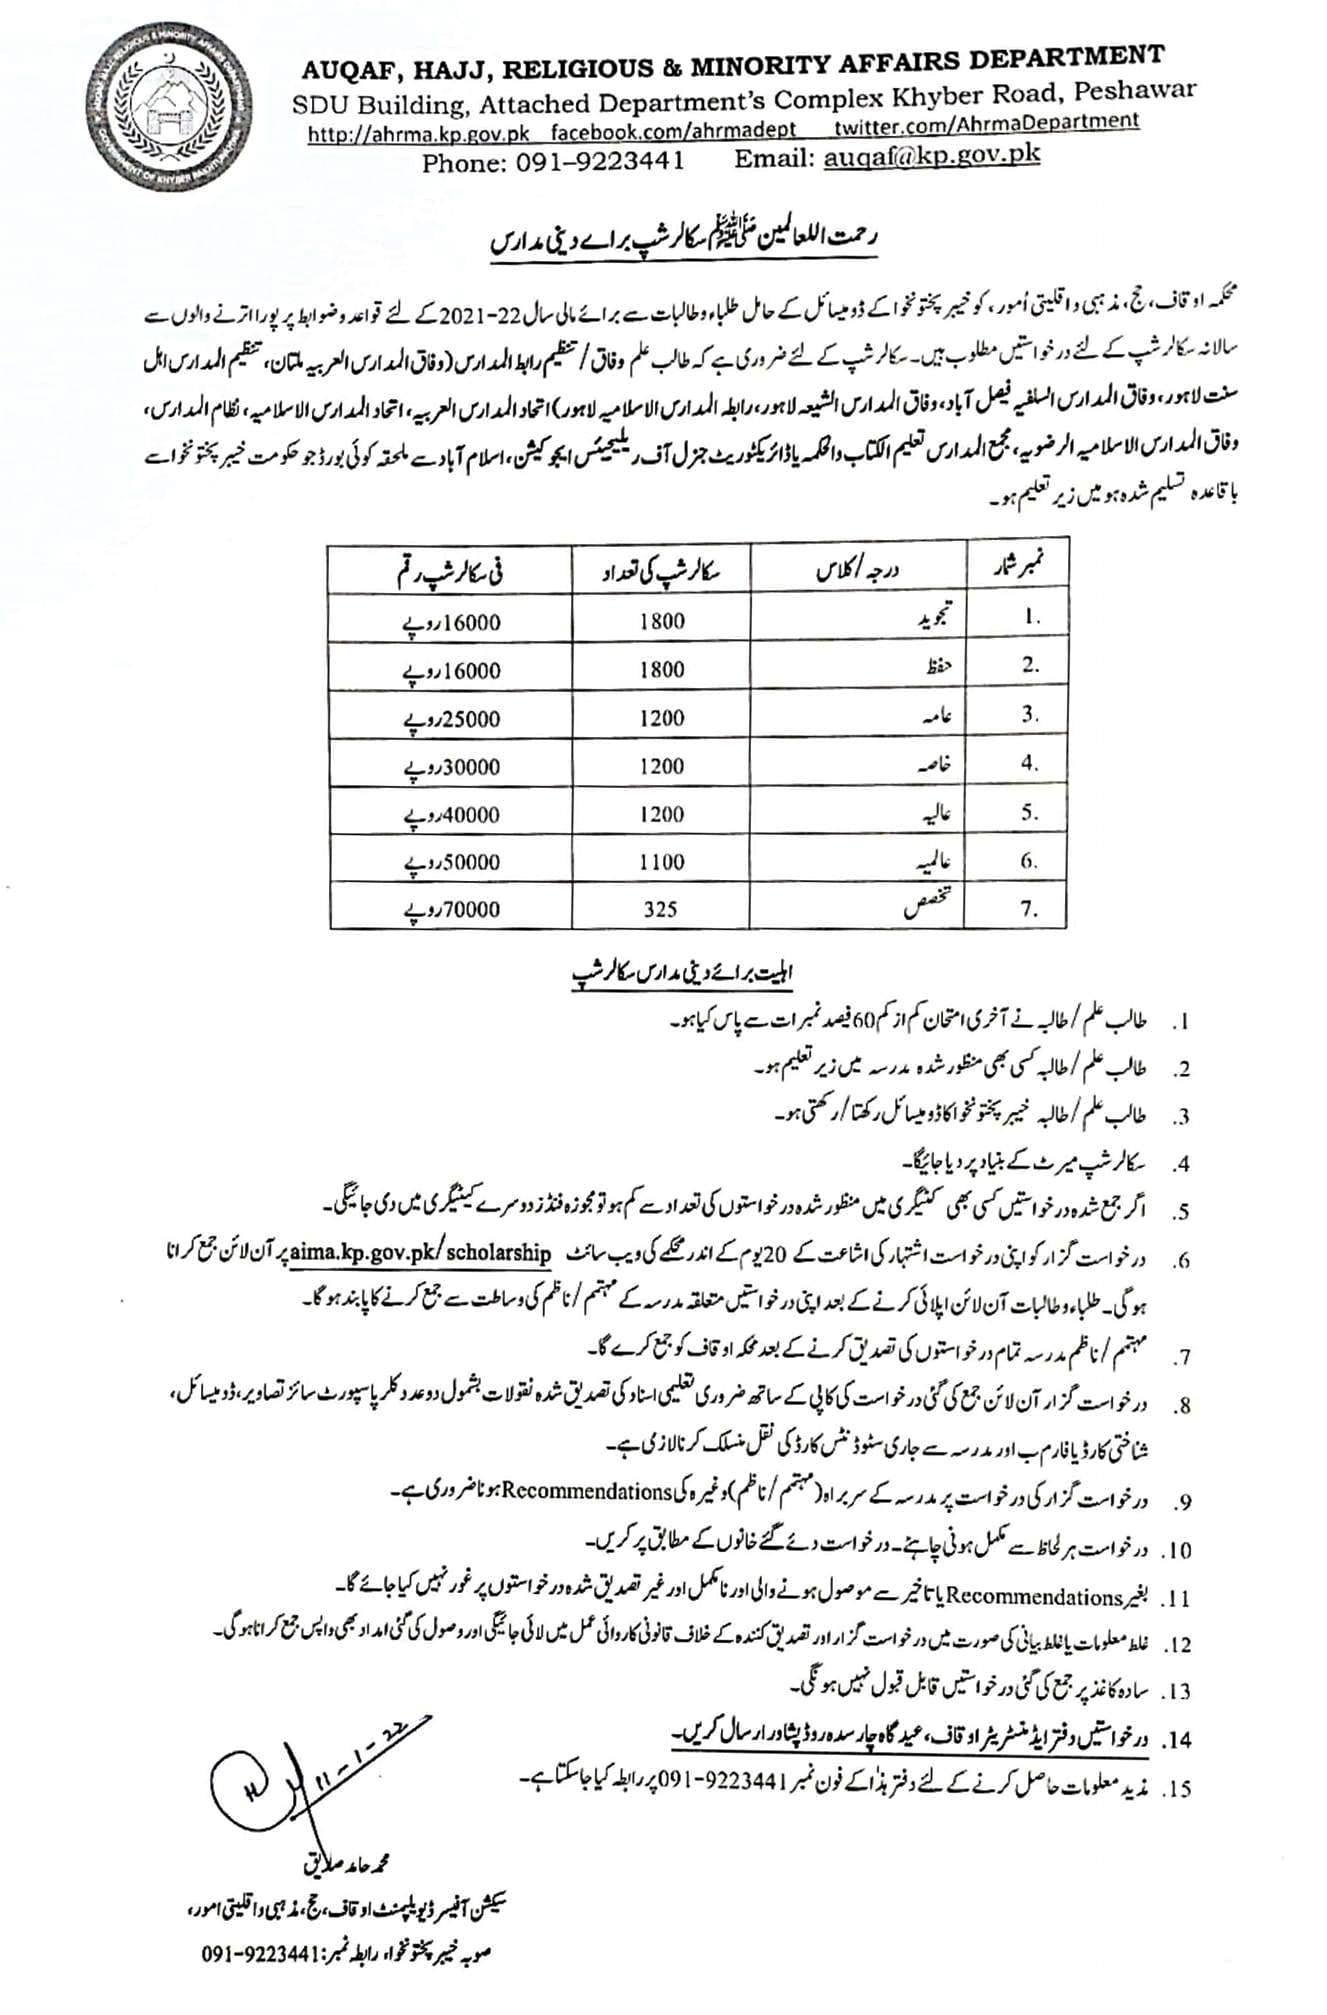 AUQAF, HAJJ, RELIGIOUS & MINORITY AFFAIRS DEPARTMENT
SDU Building, Attached Department's Complex Khyber Road, Peshawar
http://ahrma.kp.gov.pk facebook.com/ahrmadept twitter.com/AhrmaDepartment
Phone: 091–9223441 Email: auqaf@kp.gov.pk
رحمت اللعالمین ﷺ سکالرشپ برائے دینی مدارس
محکمہ اوقاف، حج، مذہبی و اقلیتی اُمور، کو خیبر پختونخوا کے ڈومیسائل کے حامل طلباء و طالبات سے برائے مالی سال 22-2021 کے لئے قواعد و ضوابط پر پورا اترنے والوں سے
سالانہ سکالرشپ کے لئے درخواستیں مطلوب ہیں۔ سکالرشپ کے لئے ضروری ہے کہ طالب علم وفاق/ تنظیم رابط المدارس (وفاق المدارس العربیہ ملتان، تنظیم المدارس اہل
سنت لاہور، وفاق المدارس السلفیہ فیصل آباد، وفاق المدارس الشیعہ لاہور، رابطہ المدارس الاسلامیہ لاہور) اتحاد المدارس العربیہ، اتحاد المدارس الاسلامیہ، نظام المدارس،
وفاق المدارس الاسلامیہ الرضویہ، مجمع المدارس تعلیم الکتاب والحکمہ یا ڈائریکٹوریٹ جنرل آف ریلیجیئس ایجوکیشن، اسلام آباد سے ملحقہ کوئی بورڈ جو حکومت خیبر پختونخوا سے
باقاعدہ تسلیم شدہ ہو میں زیر تعلیم ہو۔
نمبر شمار درجہ/کلاس سکالرشپ کی تعداد فی سکالرشپ رقم
1. تجوید 1800 16000روپے
2. حفظ 1800 16000روپے
3. عامہ 1200 25000روپے
4. خاصہ 1200 30000روپے
5. عالیہ 1200 40000روپے
6. عالمیہ 1100 50000روپے
7. تخصص 325 70000روپے
اہلیت برائے دینی مدارس سکالرشپ
1. طالب علم/ طالبہ نے آخری امتحان کم از کم 60 فیصد نمبرات سے پاس کیا ہو۔
2. طالب علم/ طالبہ کسی بھی منظور شدہ مدرسہ میں زیر تعلیم ہو۔
3. طالب علم/ طالبہ خیبر پختونخوا کا ڈومیسائل رکھتا/ رکھتی ہو۔
4. سکالرشپ میرٹ کے بنیاد پر دیا جائیگا۔
5. اگر جمع شدہ درخواستیں کسی بھی کٹیگری میں منظور شدہ درخواستوں کی تعداد سے کم ہو تو مجوزہ فنڈز دوسرے کیٹیگری میں دی جائیگی۔
6. درخواست گزار کو اپنی درخواست اشتہار کی اشاعت کے 20 یوم کے اندر محکمے کی ویب سائٹ aima.kp.gov.pk/scholarship پر آن لائن جمع کرانا
ہوگی۔ طلباء و طالبات آن لائن اپلائی کرنے کے بعد اپنی درخواستیں متعلقہ مدرسہ کے مہتمم/ ناظم کی وساطت سے جمع کرنے کا پابند ہوگا۔
7. مہتمم/ ناظم مدرسہ تمام درخواستوں کی تصدیق کرنے کے بعد محکمہ اوقاف کو جمع کرے گا۔
8. درخواست گزار آن لائن جمع کی گئی درخواست کی کاپی کے ساتھ ضروری تعلیمی اسناد کی تصدیق شدہ نقولات بشمول دو عدد کلر پاسپورٹ سائز تصاویر، ڈومیسائل،
شناختی کارڈ یا فارم ب اور مدرسہ سے جاری سٹوڈنٹس کارڈ کی نقل منسلک کرنا لازمی ہے۔
9. درخواست گزار کی درخواست پر مدرسہ کے سربراہ (مہتمم/ ناظم) وغیرہ کی Recommendations ہونا ضروری ہے۔
10. درخواست ہر لحاظ سے مکمل ہونی چاہئے۔ درخواست دئے گئے خانوں کے مطابق پر کریں۔
11. بغیر Recommendations یا تاخیر سے موصول ہونے والی اور نامکمل اور غیر تصدیق شدہ درخواستوں پر غور نہیں کیا جائے گا۔
12. غلط معلومات یا غلط بیانی کی صورت میں درخواست گزار اور تصدیق کنندہ کے خلاف قانونی کاروائی عمل میں لائی جائیگی اور وصول کی گئی امداد بھی واپس جمع کرانا ہوگی۔
13. سادہ کاغذ پر جمع کی گئی درخواستیں قابل قبول نہیں ہونگی۔
14. درخواستیں دفتر ایڈمنسٹریٹر اوقاف، عیدگاہ چارسدہ روڈ پشاور ارسال کریں۔
15. مذید معلومات حاصل کرنے کے لئے دفتر ہذا کے فون نمبر 091-9223441 پر رابطہ کیا جا سکتا ہے۔
11-1-22
محمد حامد صدیق
سیکشن آفیسر ڈیویلپمنٹ اوقاف، حج، مذہبی و اقلیتی امور،
صوبہ خیبر پختونخوا، رابطہ نمبر: 091-9223441